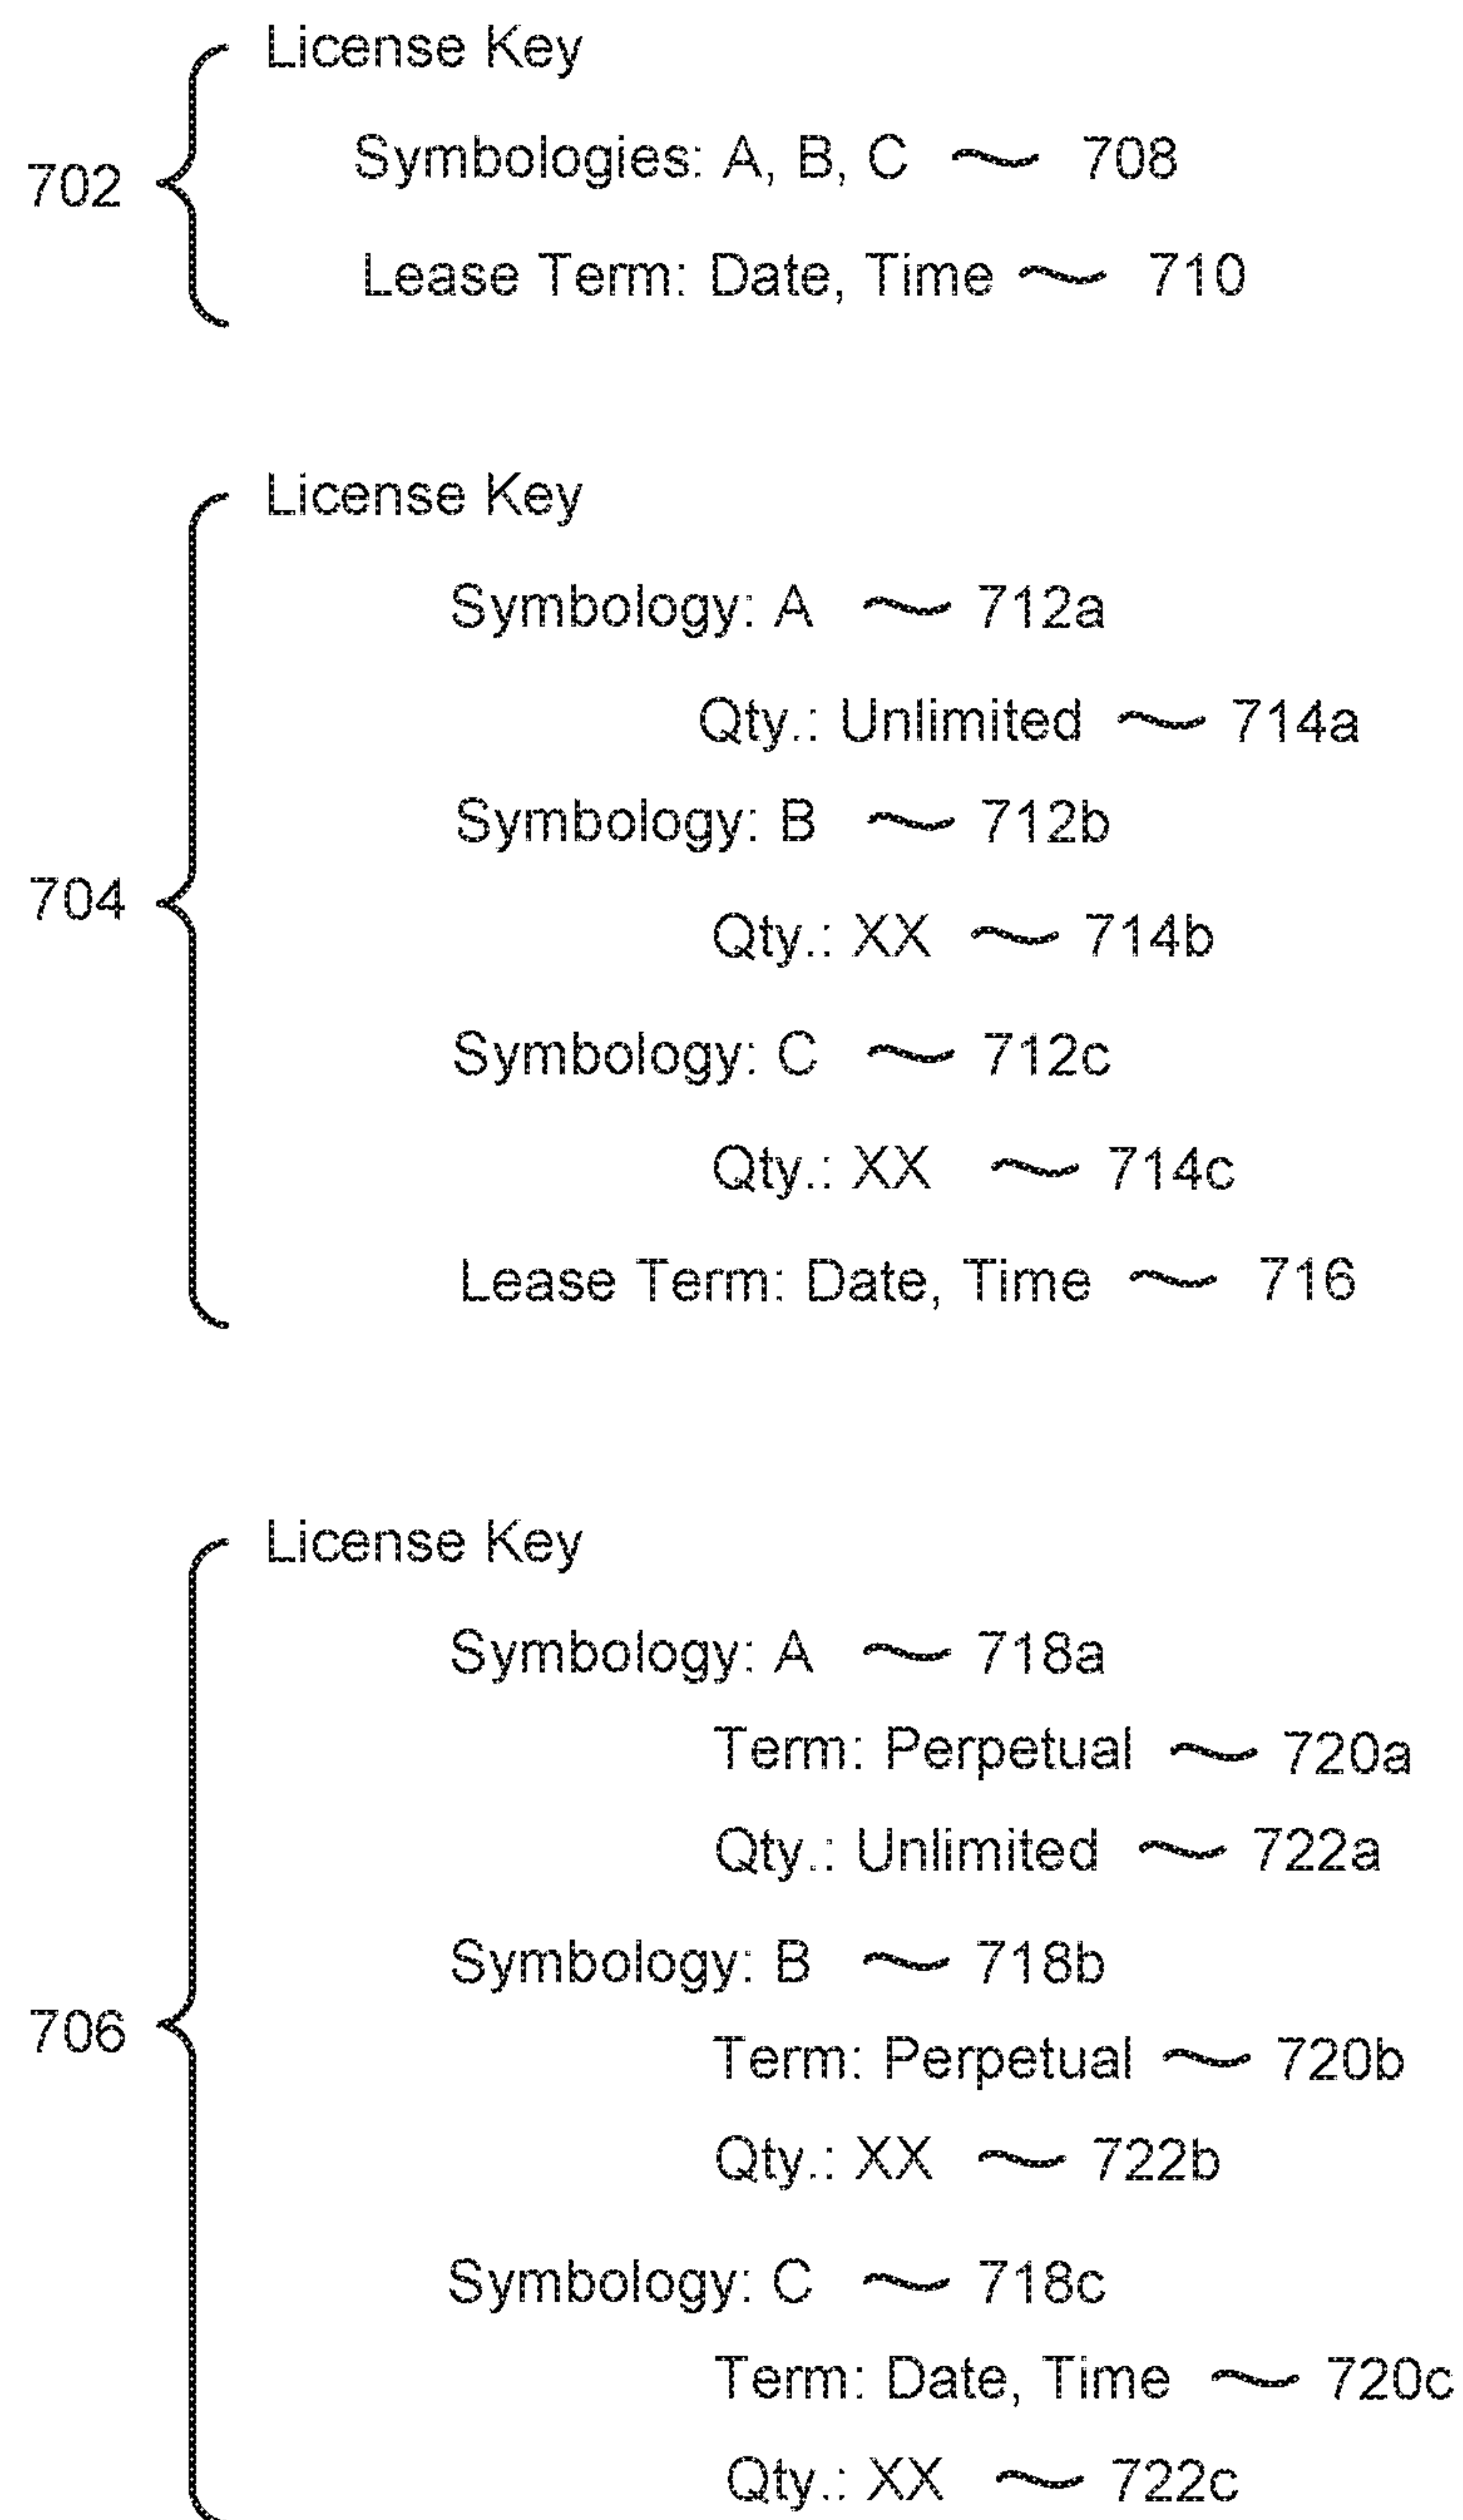 License Key
Symbologies: A, B, C 708
702
Lease Term: Date, Time 710
License Key
Symbology: A 712a
Qty.: Unlimited 714a
Symbology: B 712b
704
Qty.: XX 714b
Symbology: C 712c
Qty.: XX 714c
Lease Term: Date, Time 716
License Key
Symbology: A 718a
Term: Perpetual 720a
Qty.: Unlimited 722a
Symbology: B 718b
706
Term: Perpetual 720b
Qty.: XX 722b
Symbology: C 718c
Term: Date, Time 720c
Qty.: XX 722c